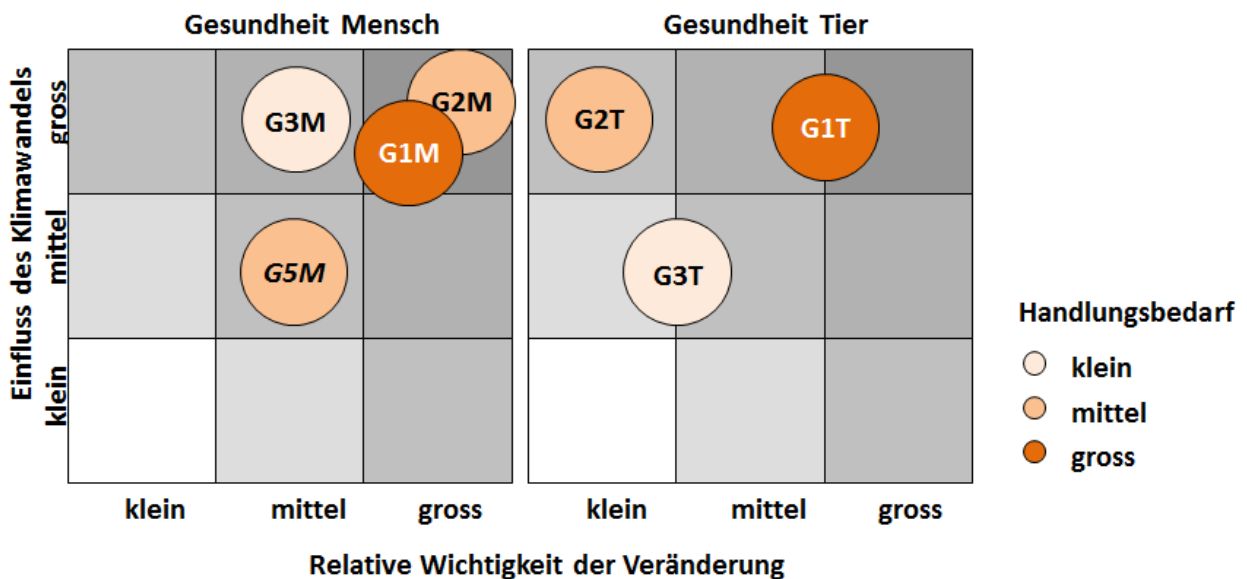 Gesundheit Mensch
Gesundheit Tier
Einfluss des Klimawandels
gross
mittel
klein
G3M
G2M
G1M
G5M
G2T
G1T
G3T
klein
mittel
gross
klein
mittel
gross
Relative Wichtigkeit der Veränderung
Handlungsbedarf
klein
mittel
gross